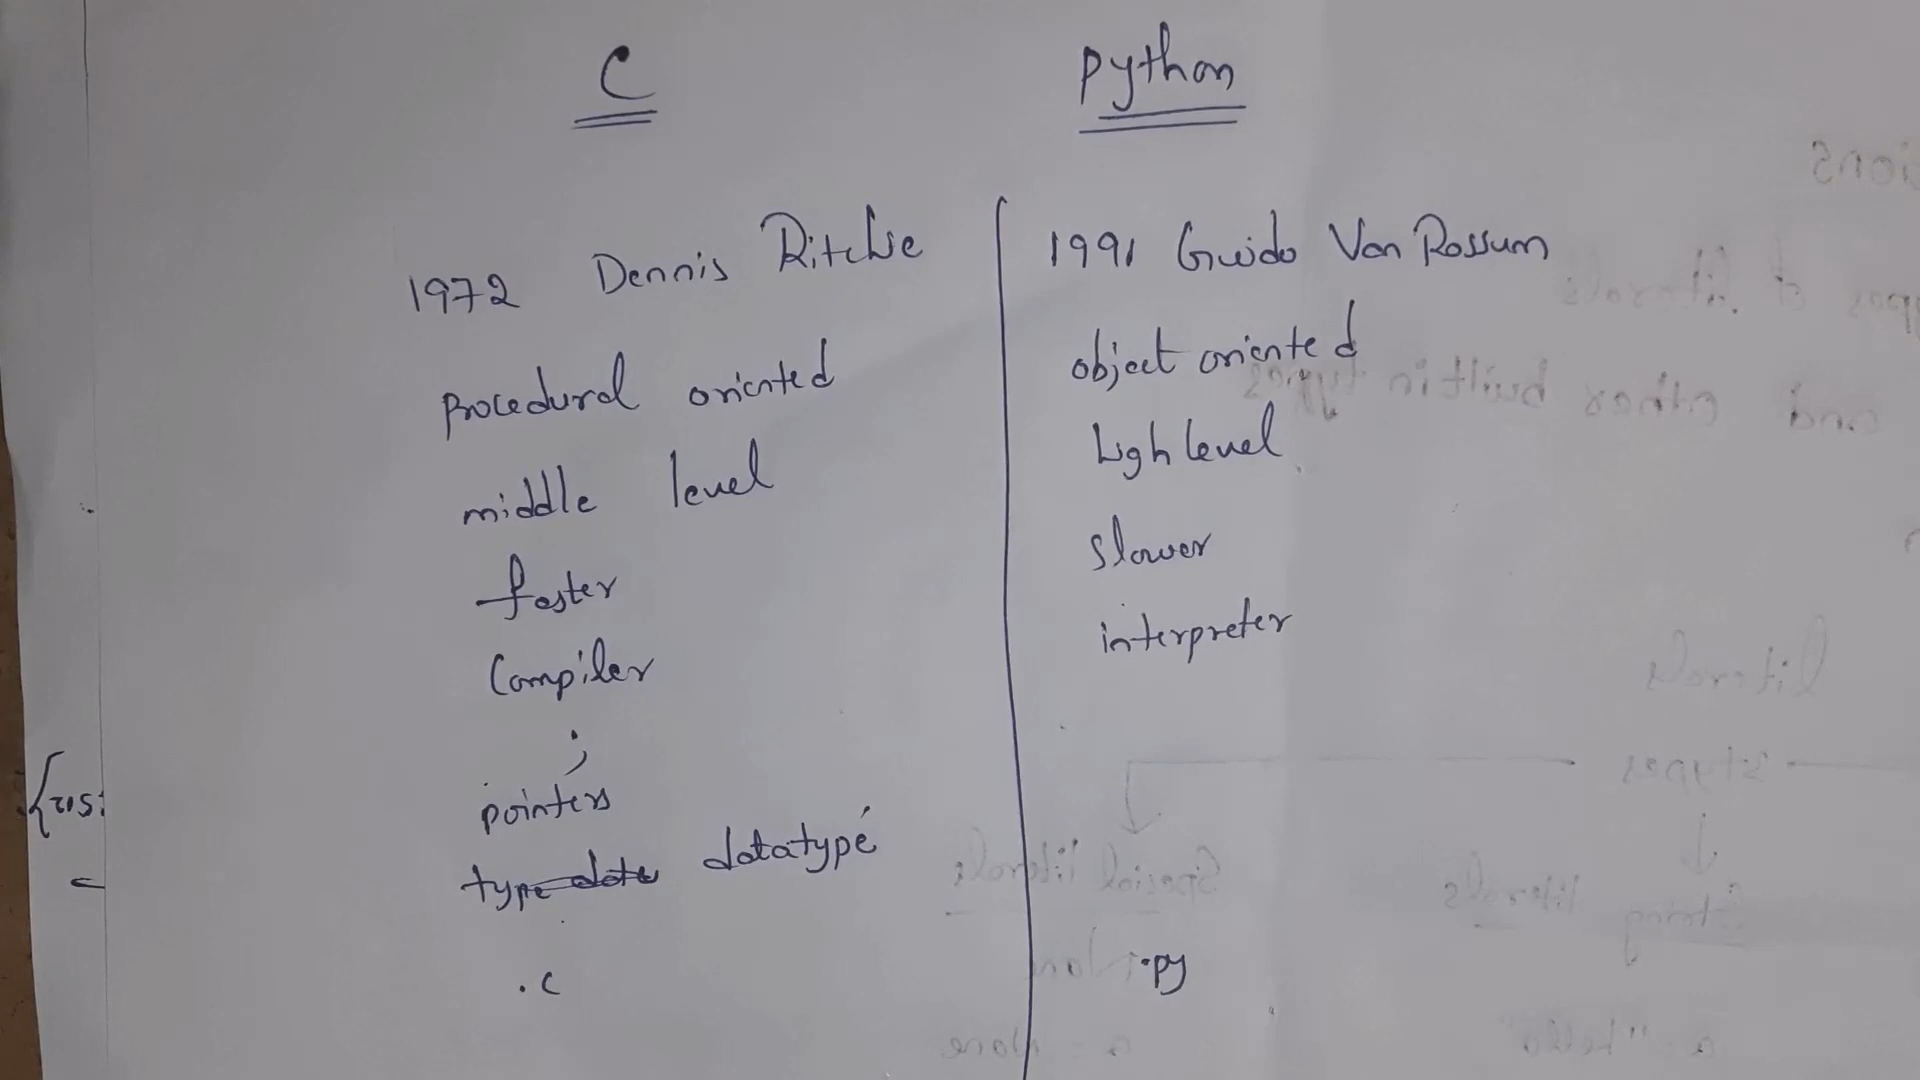 C
Python
1972 Dennis Ritchie
Procedural oriented
middle level
faster
Compiler
;
pointers
type date datatype
.c
1991 Guido Van Rossum
object oriented
high level
slower
interpreter
.py